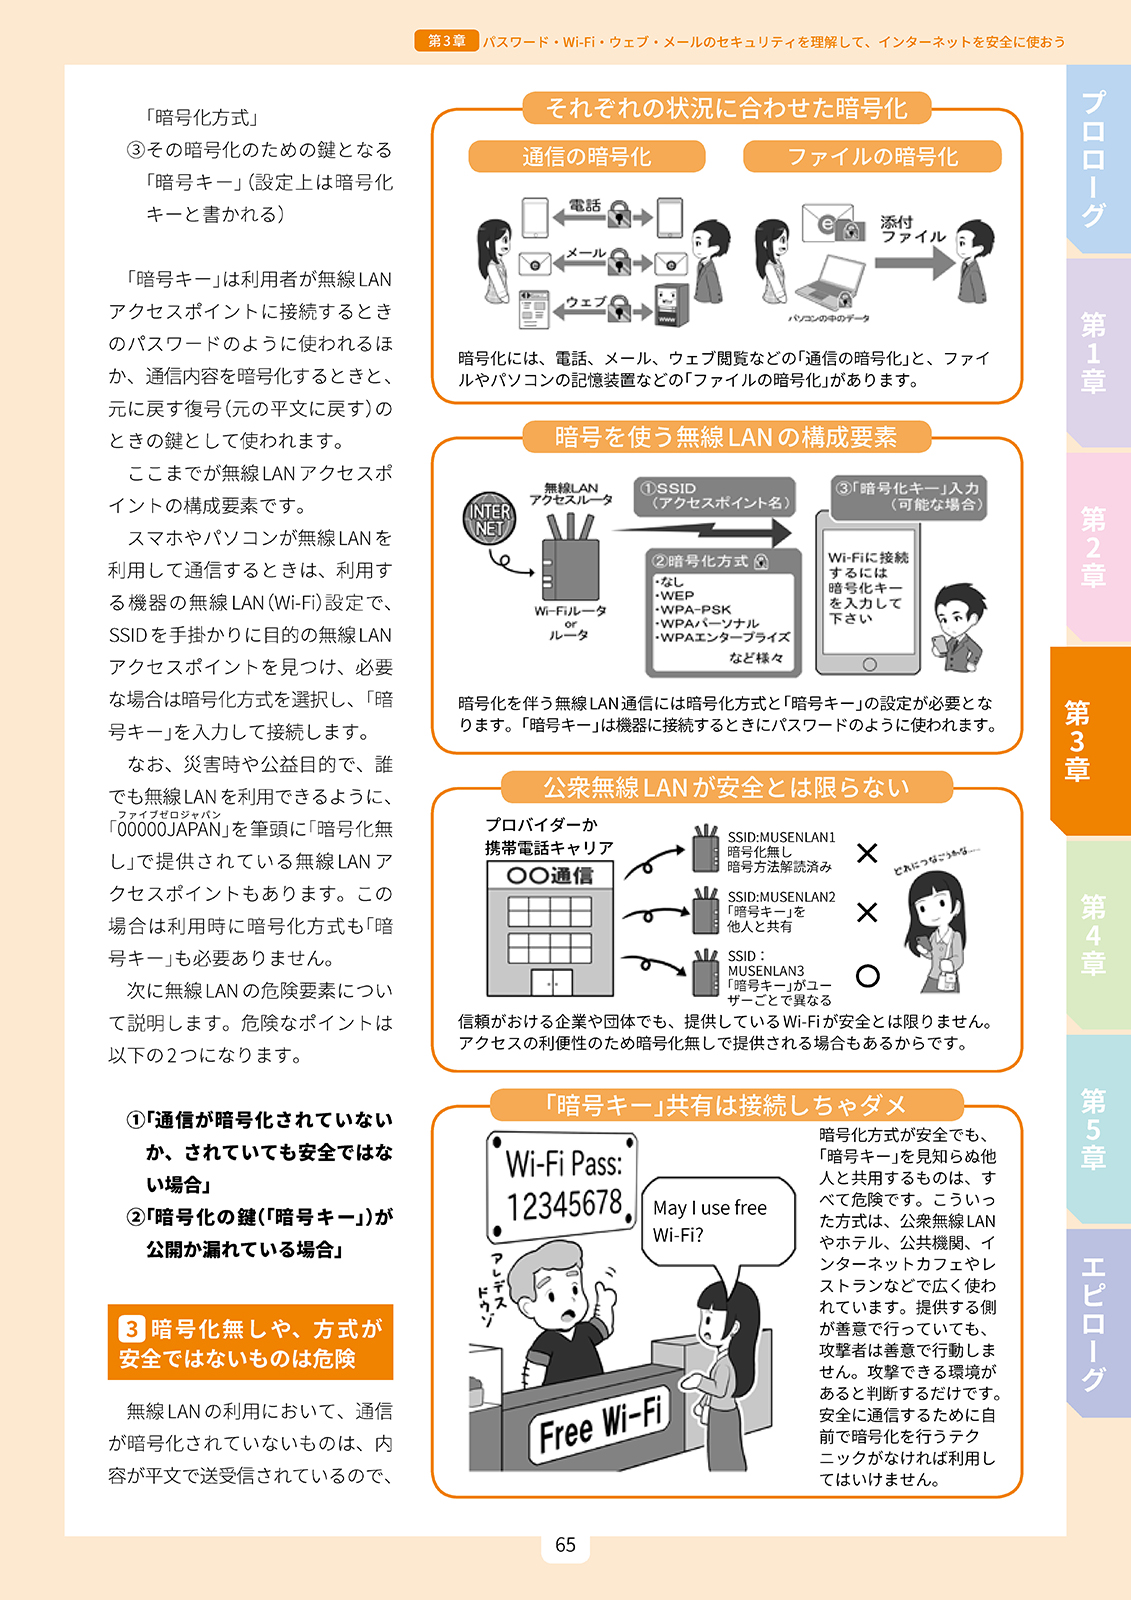 第3章 パスワード・Wi-Fi・ウェブ・メールのセキュリティを理解して、インターネットを安全に使おう
「暗号化方式」
③その暗号化のための鍵となる
「暗号キー」（設定上は暗号化
キーと書かれる）
「暗号キー」は利用者が無線LAN
アクセスポイントに接続するとき
のパスワードのように使われるほ
か、通信内容を暗号化するときと、
元に戻す復号（元の平文に戻す）の
ときの鍵として使われます。
ここまでが無線LANアクセスポ
イントの構成要素です。
スマホやパソコンが無線LANを
利用して通信するときは、利用す
る機器の無線LAN（Wi-Fi）設定で、
SSIDを手掛かりに目的の無線LAN
アクセスポイントを見つけ、必要
な場合は暗号化方式を選択し、「暗
号キー」を入力して接続します。
なお、災害時や公益目的で、誰
でも無線LANを利用できるように、
ファイブゼロジャパン
「00000JAPAN」を筆頭に「暗号化無
し」で提供されている無線LANア
クセスポイントもあります。この
場合は利用時に暗号化方式も「暗
号キー」も必要ありません。
次に無線LANの危険要素につい
て説明します。危険なポイントは
以下の2つになります。
①「通信が暗号化されていない
か、されていても安全ではな
い場合」
②「暗号化の鍵（「暗号キー」）が
公開か漏れている場合」
3 暗号化無しや、方式が
安全ではないものは危険
無線LANの利用において、通信
が暗号化されていないものは、内
容が平文で送受信されているので、
それぞれの状況に合わせた暗号化
通信の暗号化
電話
メール
e
e
ウェブ
www
ファイルの暗号化
e
添付
ファイル
パソコンの中のデータ
暗号化には、電話、メール、ウェブ閲覧などの「通信の暗号化」と、ファイ
ルやパソコンの記憶装置などの「ファイルの暗号化」があります。
暗号を使う無線LANの構成要素
INTER
NET
無線LAN
アクセスルータ
Wi-Fiルータ
or
ルータ
①SSID
（アクセスポイント名）
②暗号化方式
・なし
・WEP
・WPA-PSK
・WPAパーソナル
・WPAエンタープライズ
など様々
③「暗号化キー」入力
（可能な場合）
Wi-Fiに接続
するには
暗号化キー
を入力して
下さい
暗号化を伴う無線LAN通信には暗号化方式と「暗号キー」の設定が必要とな
ります。「暗号キー」は機器に接続するときにパスワードのように使われます。
公衆無線LANが安全とは限らない
プロバイダーか
携帯電話キャリア
〇〇通信
SSID:MUSENLAN1
暗号化無し
暗号方法解読済み
×
SSID:MUSENLAN2
「暗号キー」を
他人と共有
×
SSID：
MUSENLAN3
「暗号キー」がユー
ザーごとで異なる
〇
どれにつなごうかな……
信頼がおける企業や団体でも、提供しているWi-Fiが安全とは限りません。
アクセスの利便性のため暗号化無しで提供される場合もあるからです。
「暗号キー」共有は接続しちゃダメ
Wi-Fi Pass:
12345678
アレデス
ドウゾ
May I use free
Wi-Fi?
Free Wi-Fi
暗号化方式が安全でも、
「暗号キー」を見知らぬ他
人と共用するものは、す
べて危険です。こういっ
た方式は、公衆無線LAN
やホテル、公共機関、イ
ンターネットカフェやレ
ストランなどで広く使わ
れています。提供する側
が善意で行っていても、
攻撃者は善意で行動しま
せん。攻撃できる環境が
あると判断するだけです。
安全に通信するために自
前で暗号化を行うテク
ニックがなければ利用し
てはいけません。
プロローグ
第1章
第2章
第3章
第4章
第5章
エピローグ
65